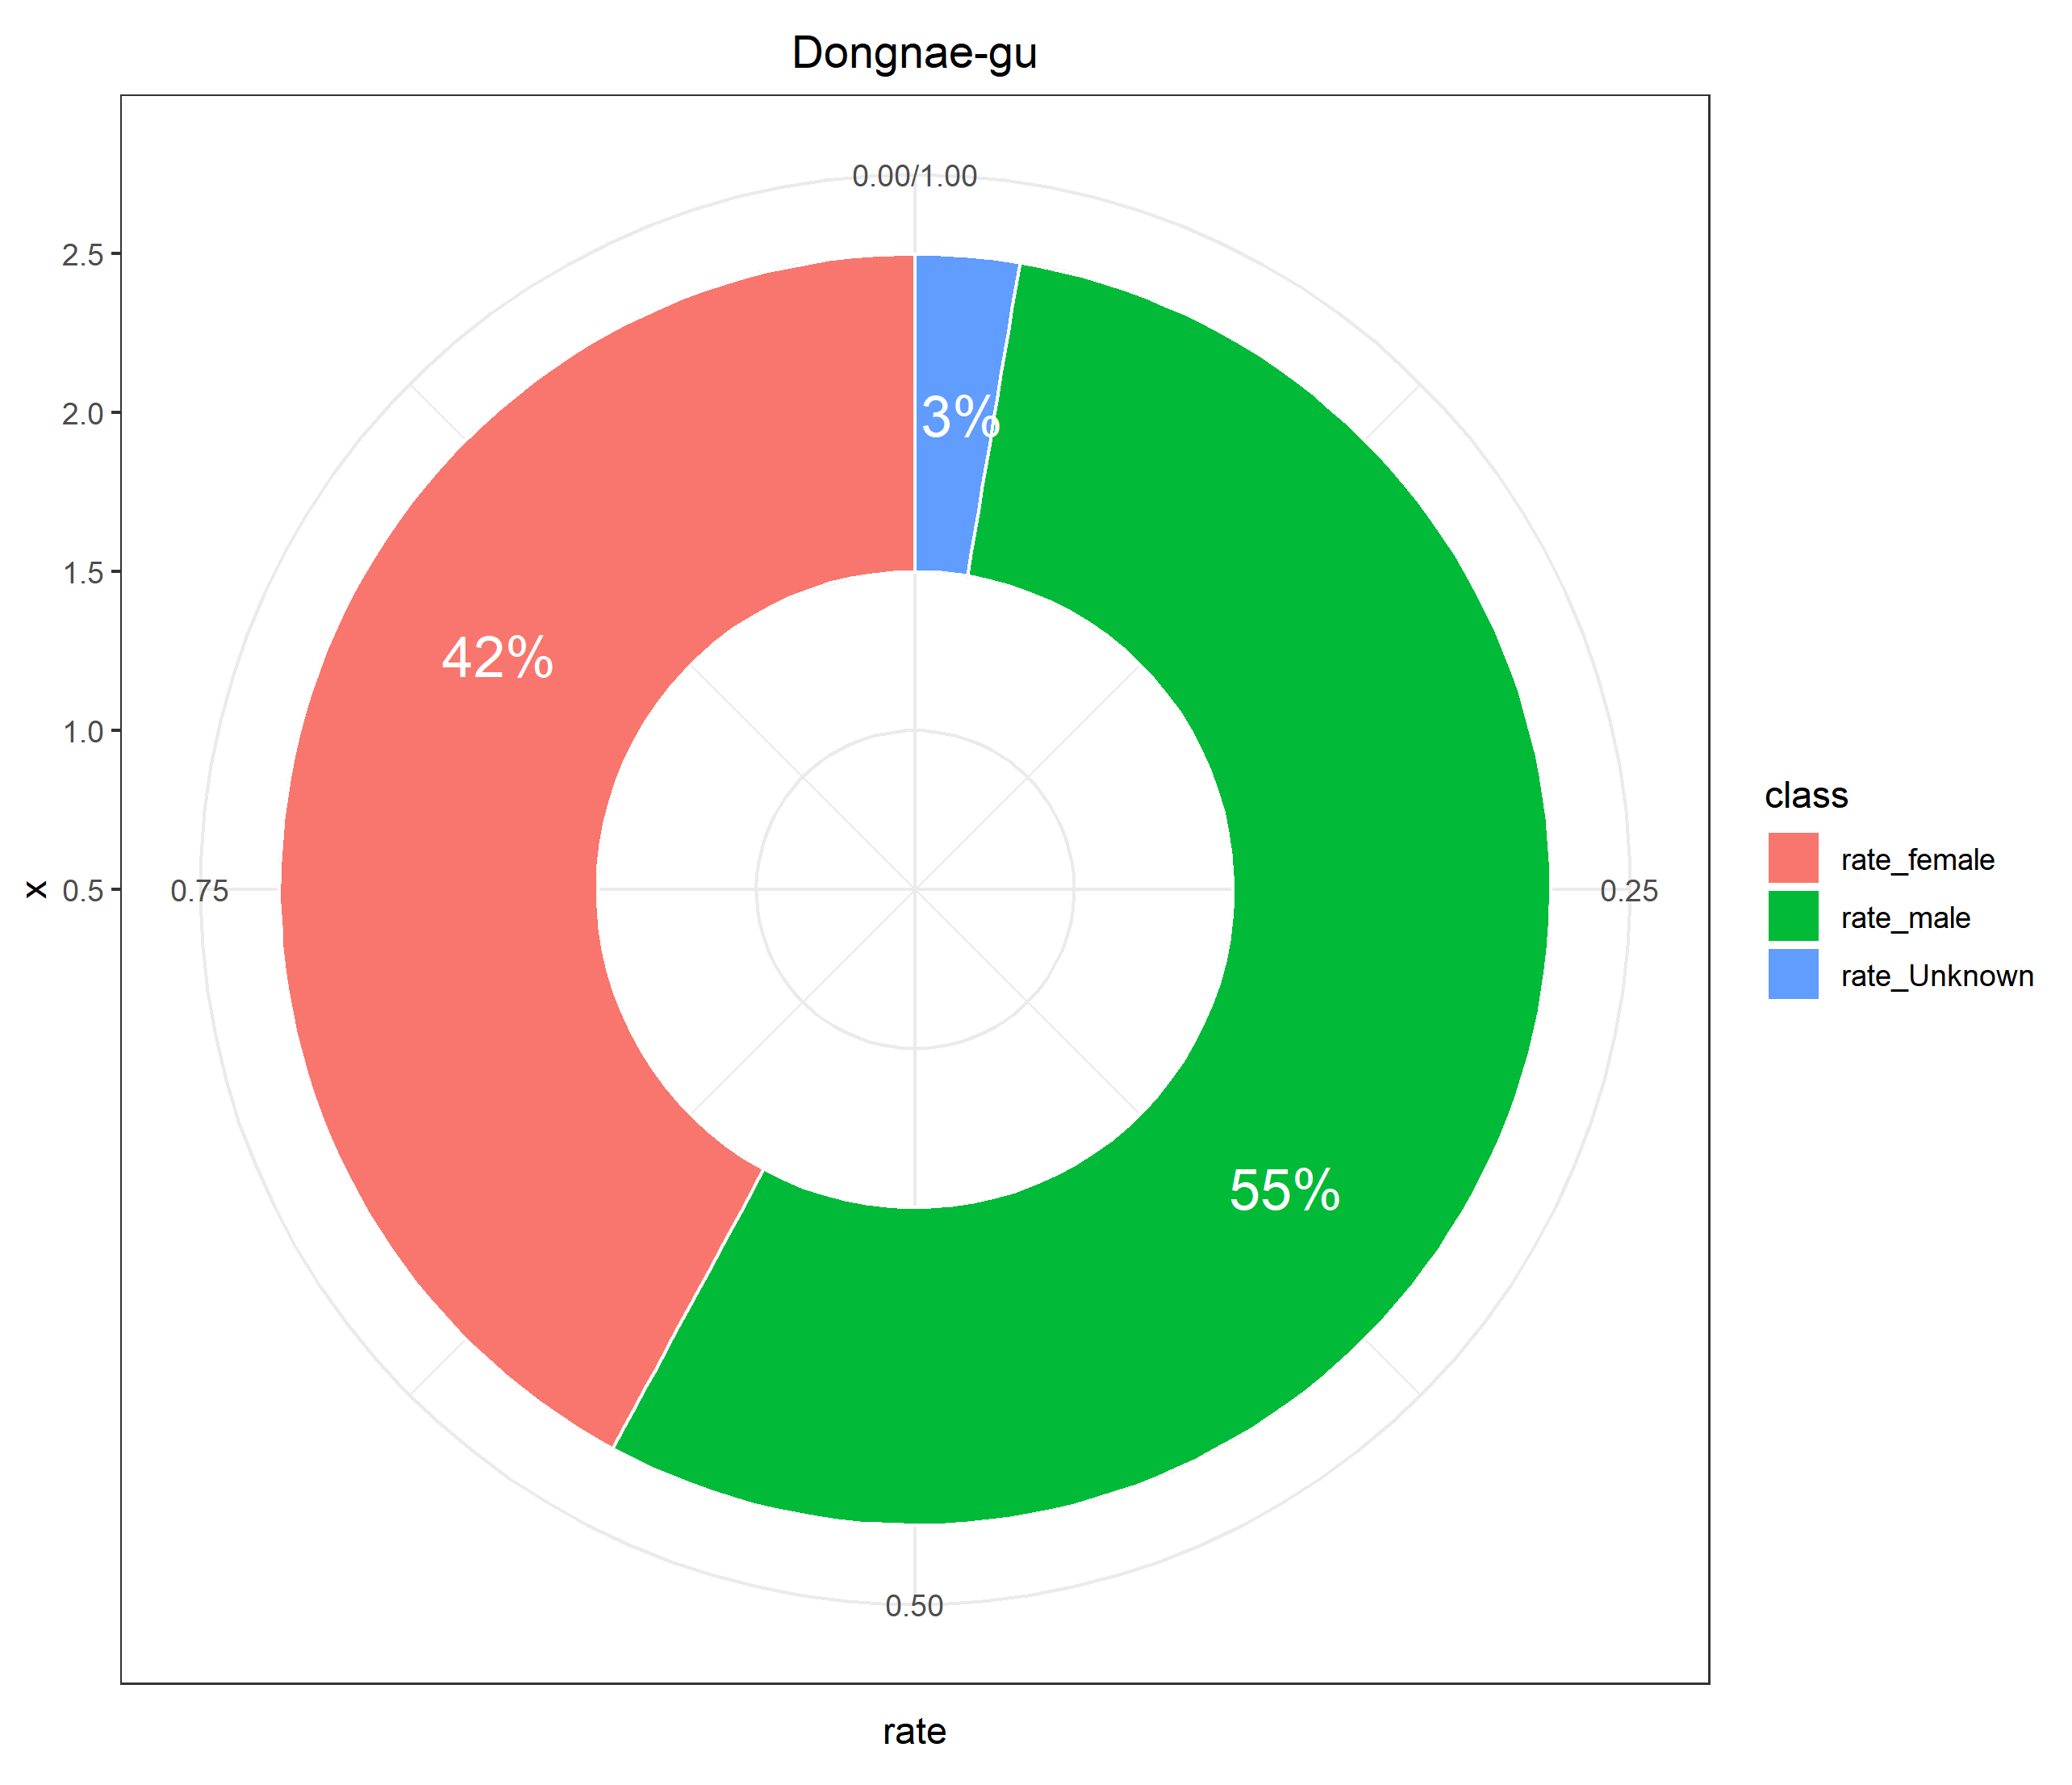 Dongnae-gu
0.00/1.00
2.5
2.0
3%
1.5
42%
1.0
x
0.5
0.75
0.25
55%
0.50
rate
class
rate_female
rate_male
rate_Unknown